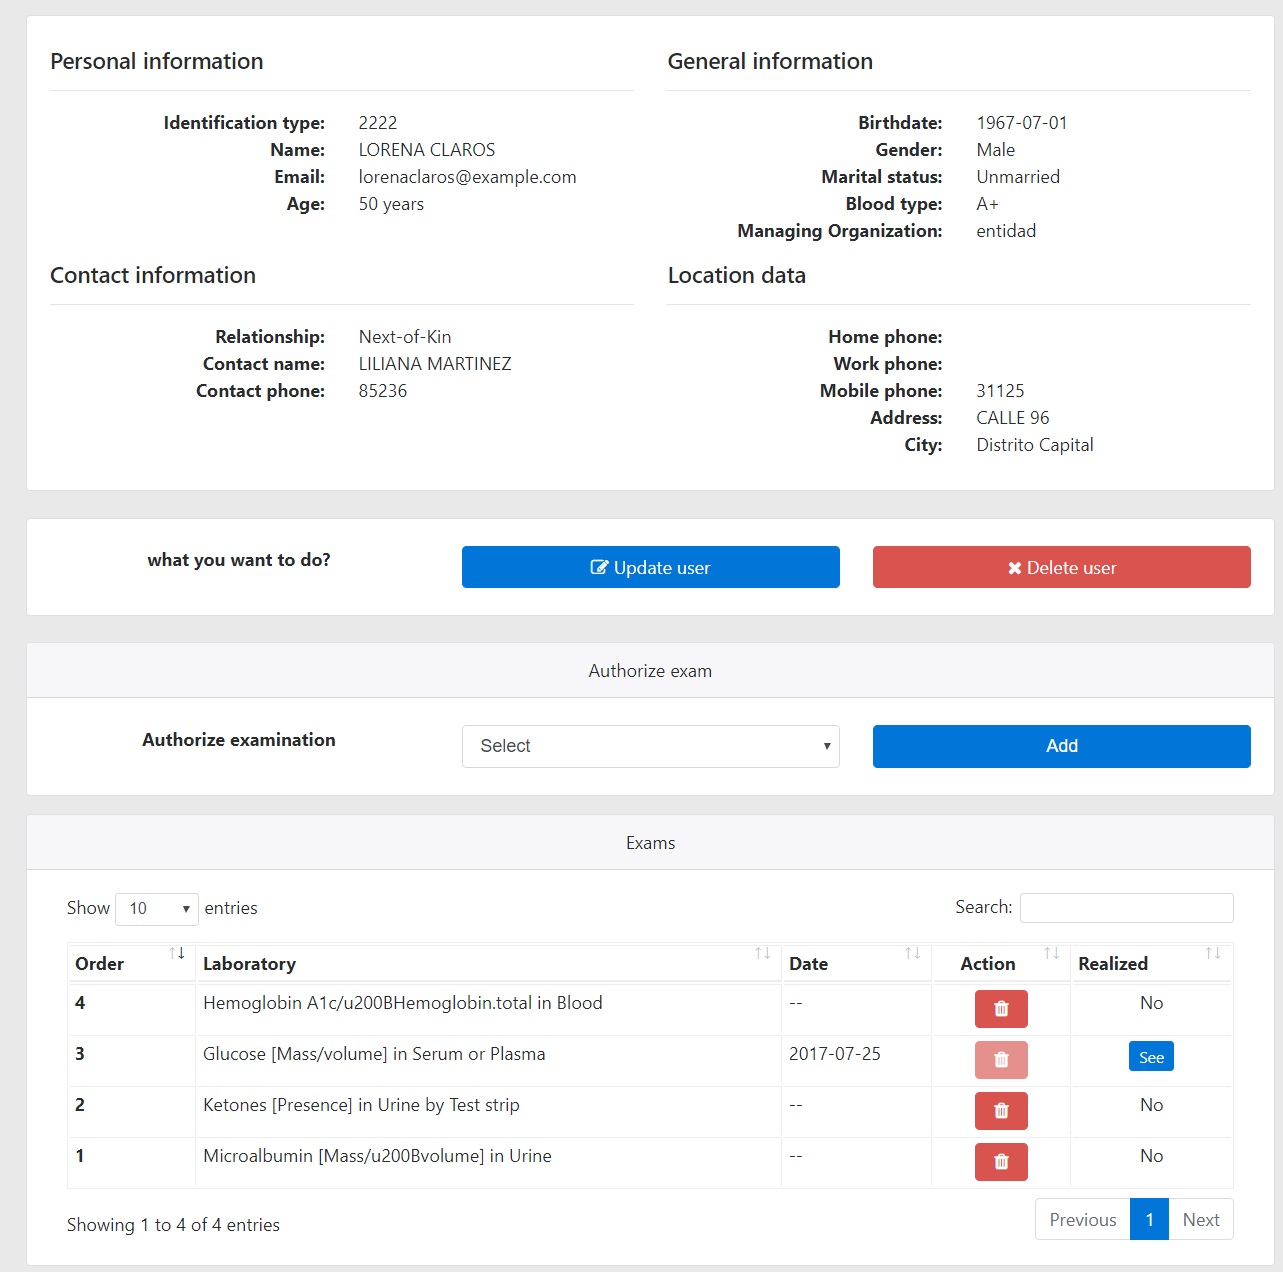 Personal information
Identification type: 2222
Name: LORENA CLAROS
Email: lorenaclaros@example.com
Age: 50 years
General information
Birthdate: 1967-07-01
Gender: Male
Marital status: Unmarried
Blood type: A+
Managing Organization: entidad
Contact information
Relationship: Next-of-Kin
Contact name: LILIANA MARTINEZ
Contact phone: 85236
Location data
Home phone:
Work phone:
Mobile phone: 31125
Address: CALLE 96
City: Distrito Capital
what you want to do? Update user Delete user
Authorize exam
Authorize examination Select Add
Exams
Show 10 entries Search:
Order Laboratory Date Action Realized
4 Hemoglobin A1c/u200BHemoglobin.total in Blood -- No
3 Glucose [Mass/volume] in Serum or Plasma 2017-07-25 See
2 Ketones [Presence] in Urine by Test strip -- No
1 Microalbumin [Mass/u200Bvolume] in Urine -- No
Showing 1 to 4 of 4 entries Previous 1 Next